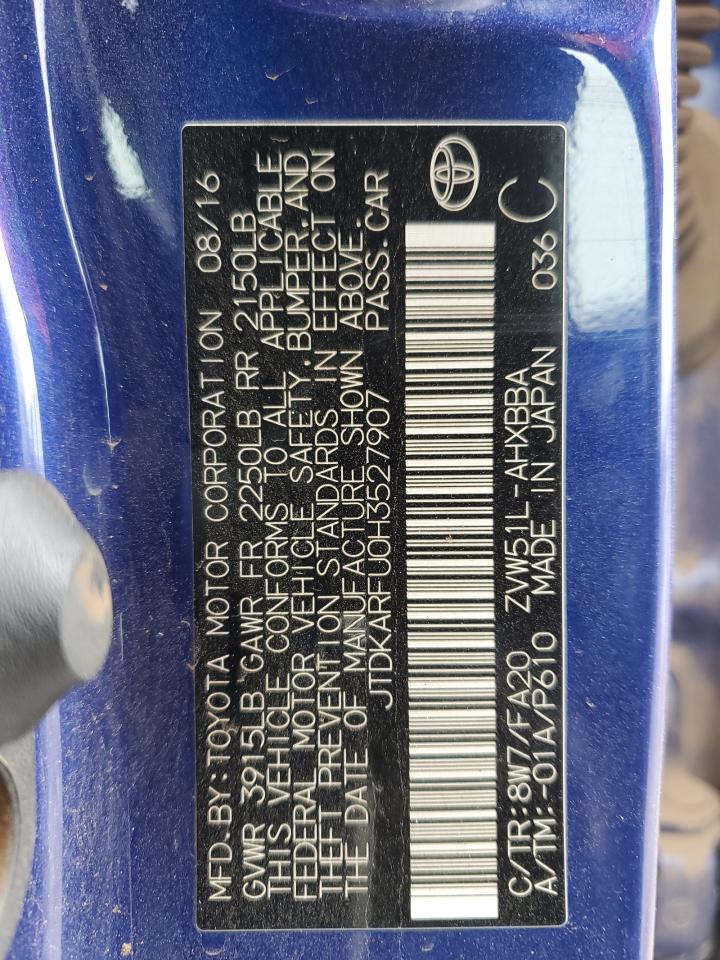 MFD.BY:TOYOTA MOTOR CORPORATION 08/16
GVWR 3915LB GAWR FR 2250LB RR 2150LB
THIS VEHICLE CONFORMS TO ALL APPLICABLE
FEDERAL MOTOR VEHICLE SAFETY,BUMPER,AND
THEFT PREVENTION STANDARDS IN EFFECT ON
THE DATE OF MANUFACTURE SHOWN ABOVE.
JTDKARFU0H3527907 PASS.CAR
C/TR:8W7/FA20 ZVW51L-AHXBBA 036 C
A/TM:-01A/P610 MADE IN JAPAN